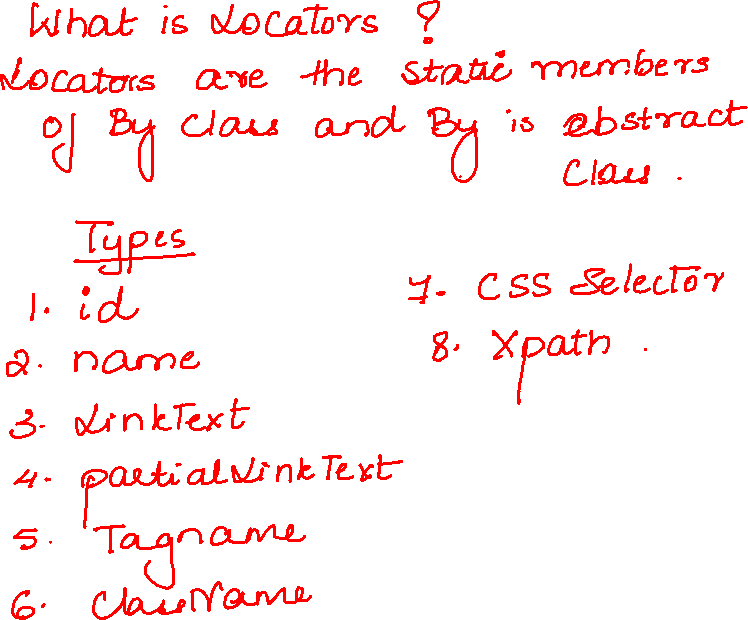 What is Locators ?
Locators are the static members
of By class and By is abstract
class .
Types
1. id
2. name
3. LinkText
4. partialLinkText
5. Tagname
6. ClassName
7. CSS Selector
8. Xpath .